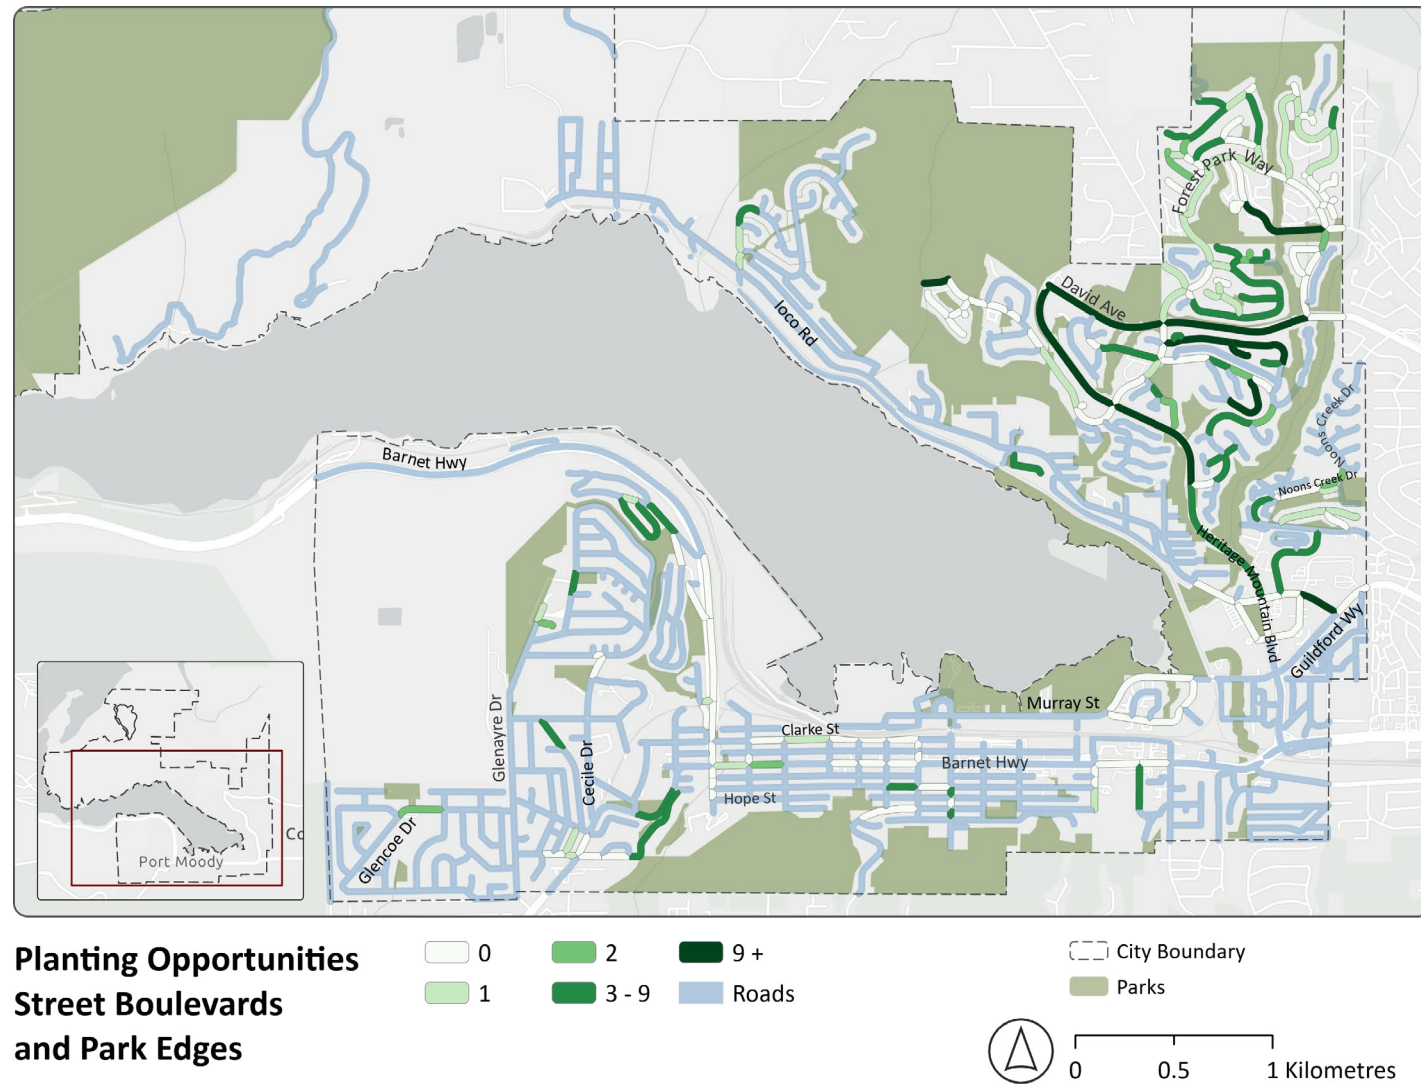 Forest Park Way
David Ave
Ioco Rd
Noons Creek Dr
Barnet Hwy
Noons Creek Dr
Heritage Mountain Blvd
Guildford Wy
Glenayre Dr
Murray St
Clarke St
Cecile Dr
Barnet Hwy
Hope St
Glencoe Dr
Co
Port Moody
Planting Opportunities
Street Boulevards
and Park Edges
0
2
9 +
1
3 - 9
Roads
City Boundary
Parks
0
0.5
1 Kilometres